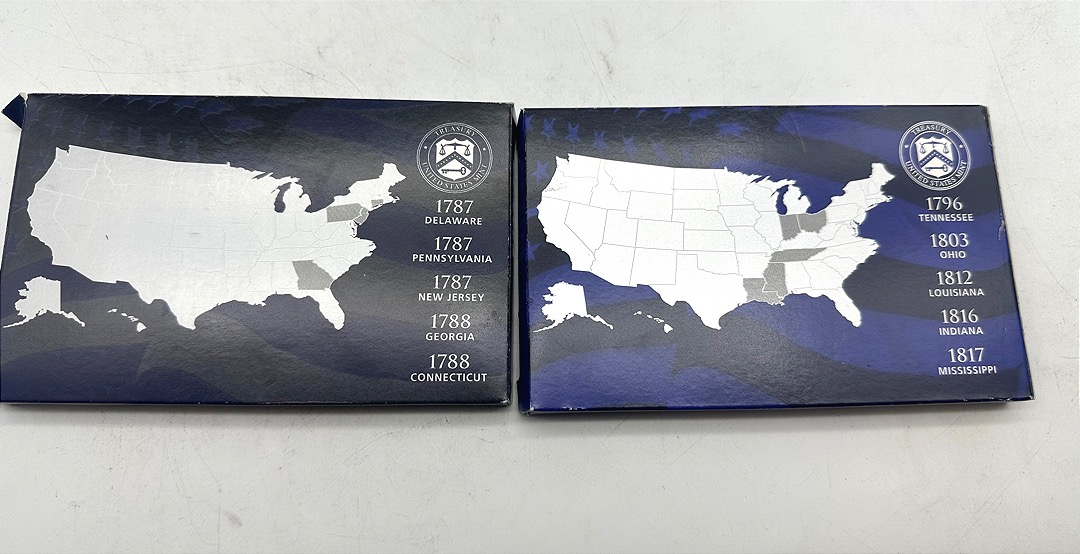 TREASURY
UNITED STATES MINT
1787
DELAWARE
1787
PENNSYLVANIA
1787
NEW JERSEY
1788
GEORGIA
1788
CONNECTICUT
TREASURY
UNITED STATES MINT
1796
TENNESSEE
1803
OHIO
1812
LOUISIANA
1816
INDIANA
1817
MISSISSIPPI